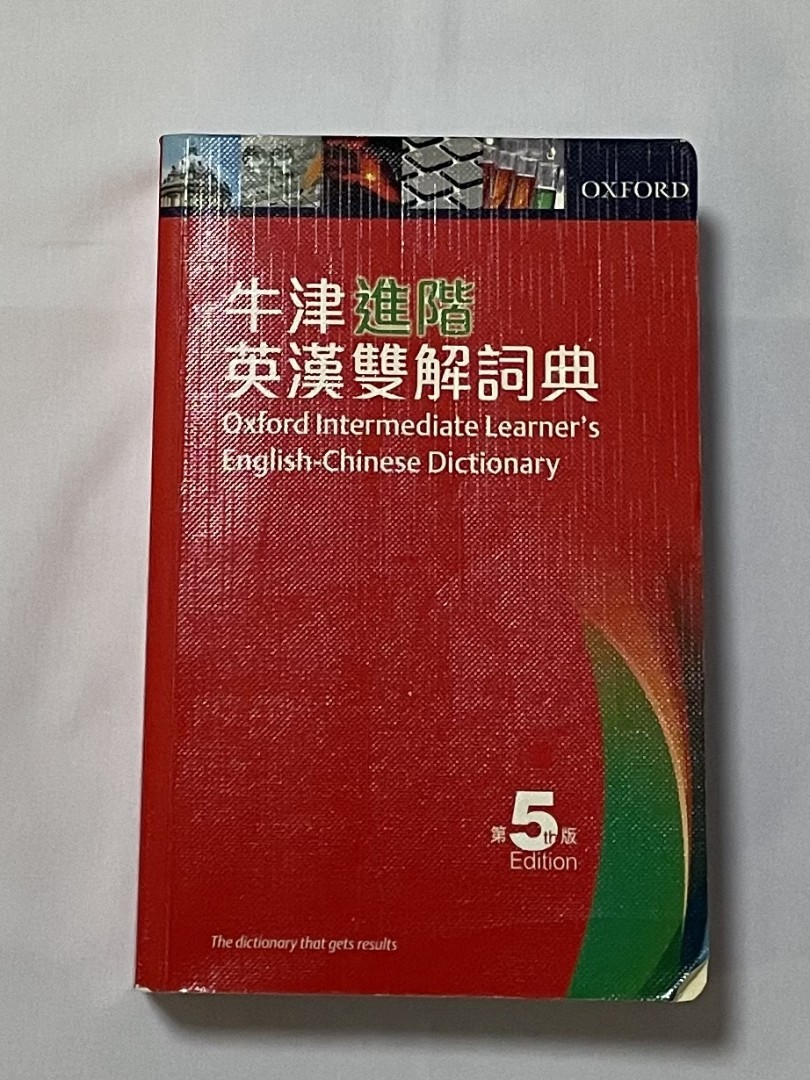 OXFORD
牛津進階
英漢雙解詞典
Oxford Intermediate Learner's
English-Chinese Dictionary
第5th版
Edition
The dictionary that gets results